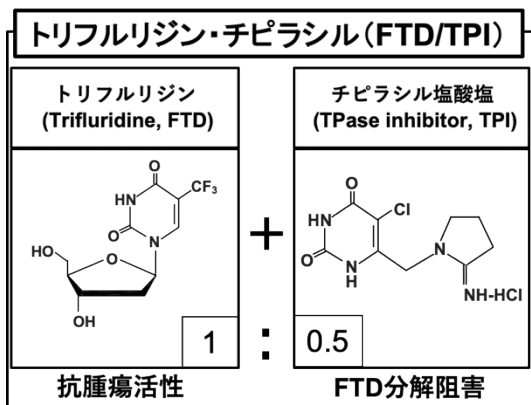 トリフルリジン・チピラシル(FTD/TPI)
トリフルリジン
(Trifluridine, FTD)
チピラシル塩酸塩
(TPase inhibitor, TPI)
O
CF3
HN
O
N
HO
O
OH
+
O
Cl
HN
N
O
N
H
NH-HCl
1
:
0.5
抗腫瘍活性
FTD分解阻害